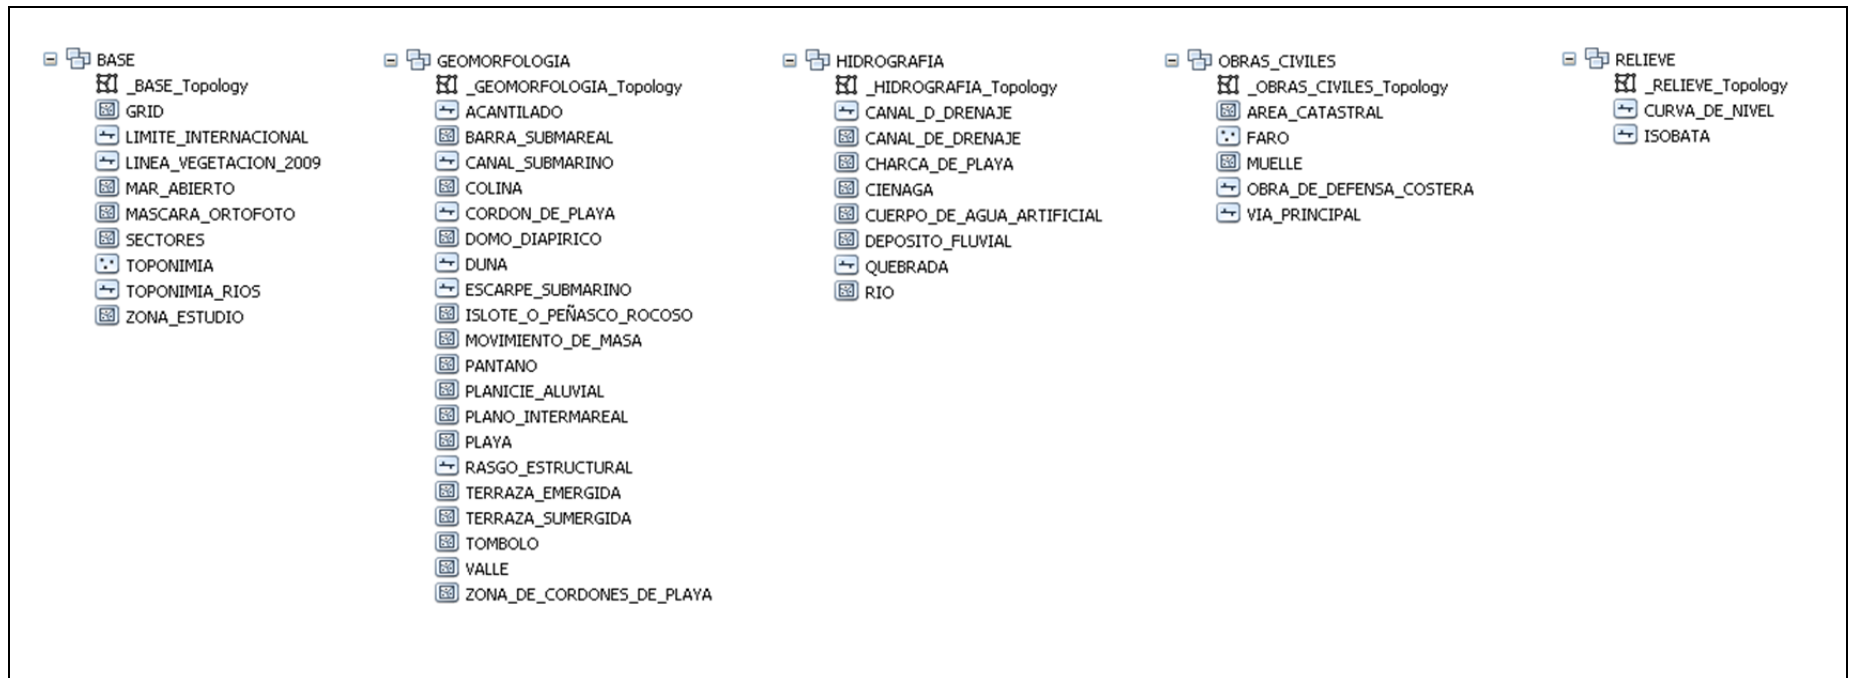 BASE
_BASE_Topology
GRID
LIMITE_INTERNACIONAL
LINEA_VEGETACION_2009
MAR_ABIERTO
MASCARA_ORTOFOTO
SECTORES
TOPONIMIA
TOPONIMIA_RIOS
ZONA_ESTUDIO
GEOMORFOLOGIA
_GEOMORFOLOGIA_Topology
ACANTILADO
BARRA_SUBMAREAL
CANAL_SUBMARINO
COLINA
CORDON_DE_PLAYA
DOMO_DIAPIRICO
DUNA
ESCARPE_SUBMARINO
ISLOTE_O_PEÑASCO_ROCOSO
MOVIMIENTO_DE_MASA
PANTANO
PLANICIE_ALUVIAL
PLANO_INTERMAREAL
PLAYA
RASGO_ESTRUCTURAL
TERRAZA_EMERGIDA
TERRAZA_SUMERGIDA
TOMBOLO
VALLE
ZONA_DE_CORDONES_DE_PLAYA
HIDROGRAFIA
_HIDROGRAFIA_Topology
CANAL_D_DRENAJE
CANAL_DE_DRENAJE
CHARCA_DE_PLAYA
CIENAGA
CUERPO_DE_AGUA_ARTIFICIAL
DEPOSITO_FLUVIAL
QUEBRADA
RIO
OBRAS_CIVILES
_OBRAS_CIVILES_Topology
AREA_CATASTRAL
FARO
MUELLE
OBRA_DE_DEFENSA_COSTERA
VIA_PRINCIPAL
RELIEVE
_RELIEVE_Topology
CURVA_DE_NIVEL
ISOBATA